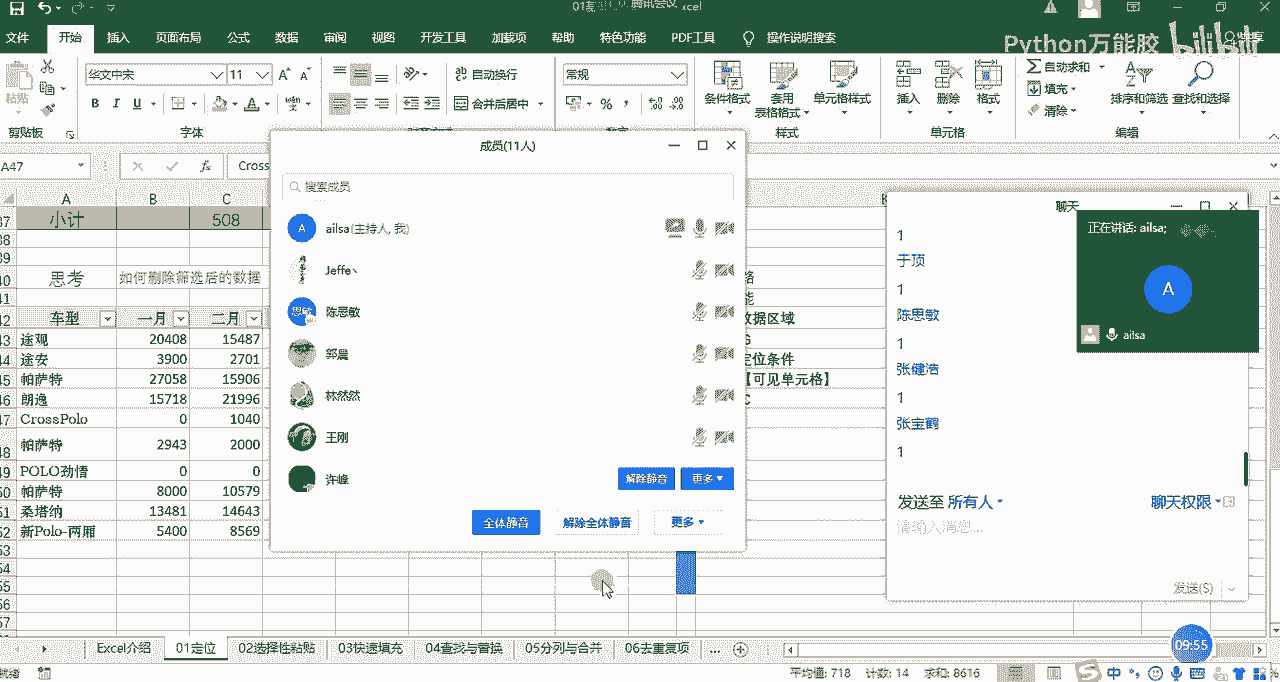 文件 开始 插入 页面布局 公式 数据 审阅 视图 开发工具 加载项 帮助 特色功能 PDF工具 操作说明搜索
Python万能胶 bilibili
粘贴 华文中宋 11 自动换行 常规 条件格式 套用 单元格样式 插入 删除 格式 自动求和 排序和筛选 查找和选择
B I U 合并后居中 % 表格格式 填充 清除
剪贴板 字体 样式 单元格 编辑
A47 fx Cross
A B C
37 小计 508
38
39
40 思考 如何删除筛选后的数据
41
42 车型 一月 二月 数据区域
43 途观 20408 15487
44 途安 3900 2701 定位条件
45 帕萨特 27058 15906 【可见单元格】
46 朗逸 15718 21996
47 CrossPolo 0 1040
48 帕萨特 2943 2000
49 POLO劲情 0 0
50 帕萨特 8000 10579
51 桑塔纳 13481 14643
52 新Polo-两厢 5400 8569
53
54
55
56
57
成员(11人)
搜索成员
A ailsa(主持人, 我)
Jeffe丶
思敏 陈思敏
郭晨
林然然
王刚
许峰 解除静音 更多
全体静音 解除全体静音 更多
聊天
1
于顶
1
陈思敏
1
张健浩
1
张宝鹤
1
发送至 所有人 聊天权限
请输入消息...
发送(S)
正在讲话: ailsa;
A
ailsa
09:55
Excel介绍 01定位 02选择性粘贴 03快速填充 04查找与替换 05分列与合并 06去重复项 ...
就绪 平均值: 718 计数: 14 求和: 8616 中